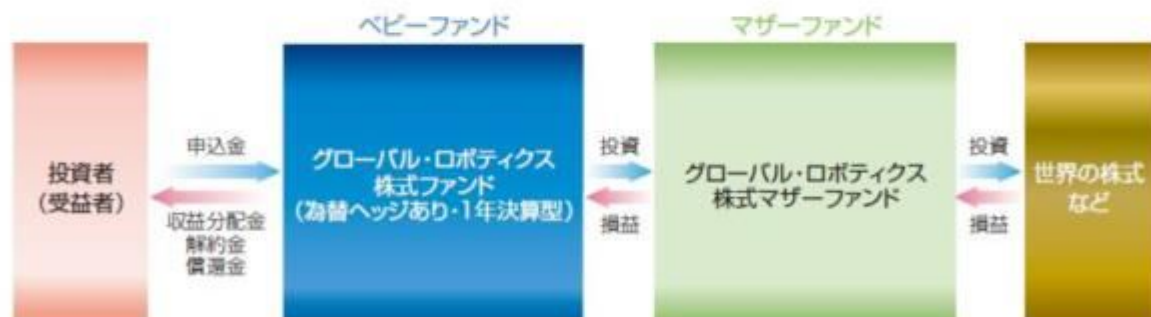 ベビーファンド
マザーファンド
投資者
（受益者）
申込金
収益分配金
解約金
償還金
グローバル・ロボティクス
株式ファンド
（為替ヘッジあり・1年決算型）
投資
損益
グローバル・ロボティクス
株式マザーファンド
投資
損益
世界の株式
など